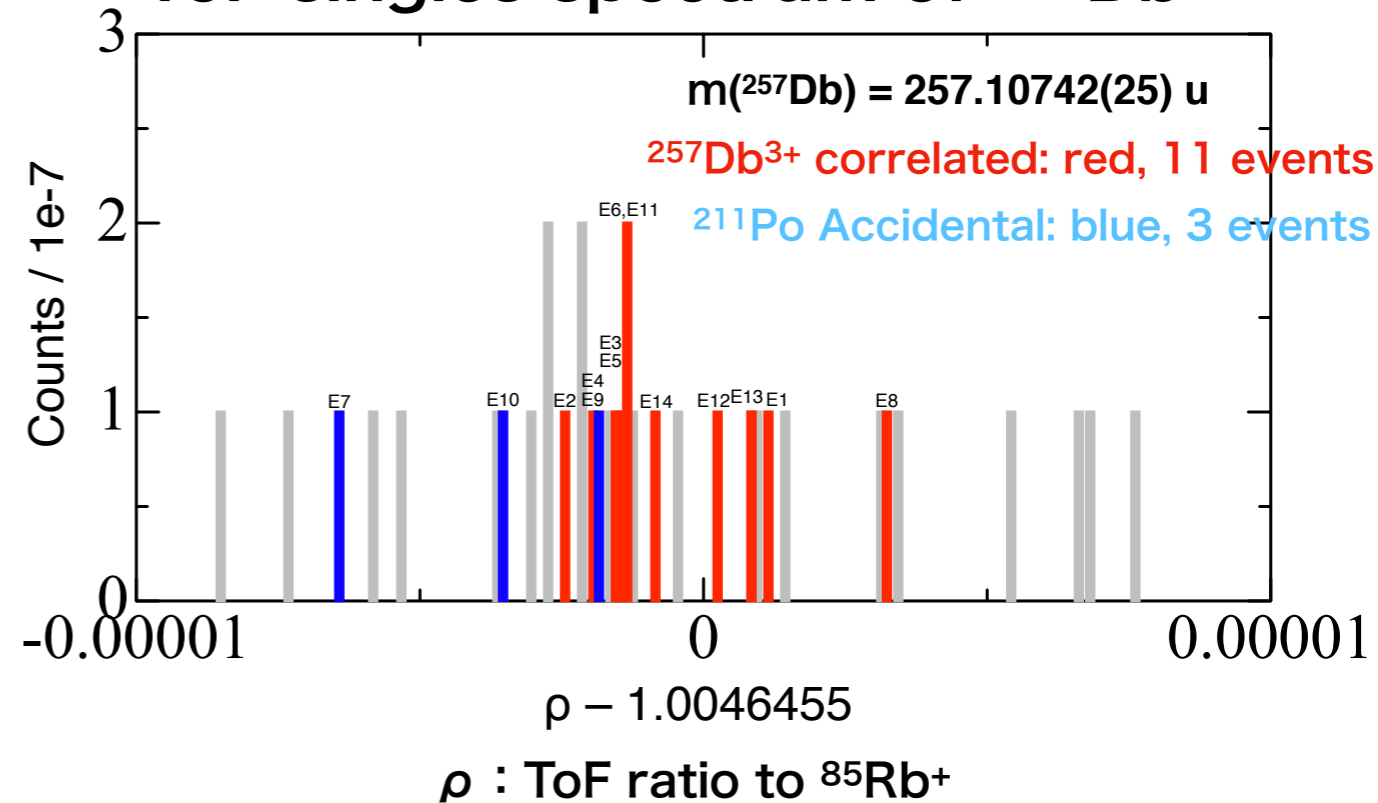 3
m(²⁵⁷Db) = 257.10742(25) u
²⁵⁷Db³⁺ correlated: red, 11 events
²¹¹Po Accidental: blue, 3 events
Counts / 1e-7
2
E6,E11
E3
E5
E4
1
E7
E10
E2
E9
E14
E12
E13
E1
E8
0
-0.00001
0
0.00001
ρ – 1.0046455
ρ : ToF ratio to ⁸⁵Rb⁺